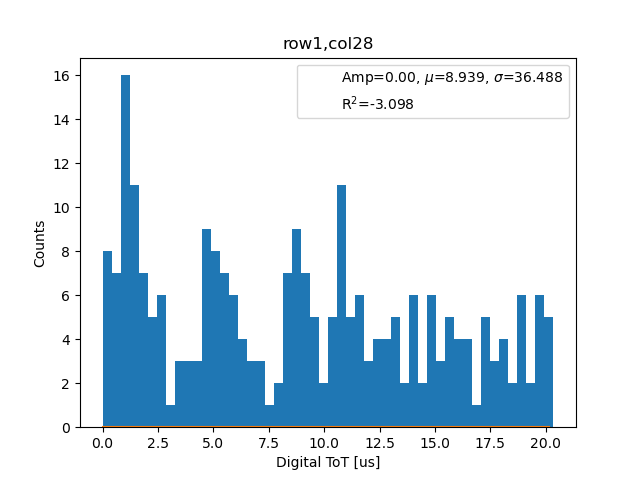 row1,col28
Amp=0.00, μ=8.939, σ=36.488
R²=-3.098
16
14
12
10
8
6
4
2
0
Counts
0.0 2.5 5.0 7.5 10.0 12.5 15.0 17.5 20.0
Digital ToT [us]